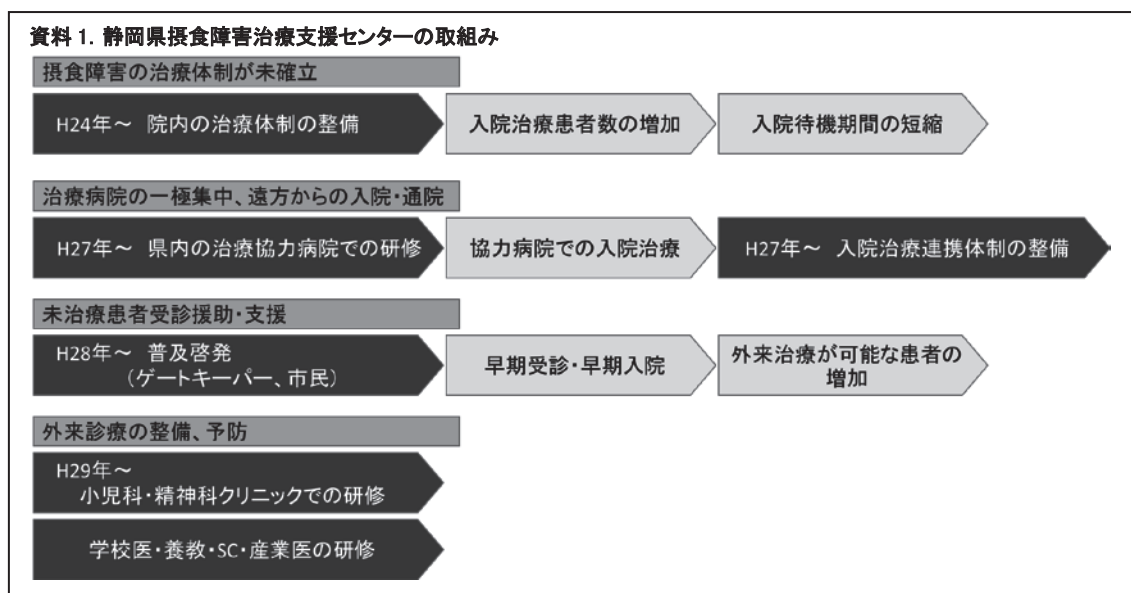 資料1. 静岡県摂食障害治療支援センターの取組み
摂食障害の治療体制が未確立
H24年～ 院内の治療体制の整備
入院治療患者数の増加
入院待機期間の短縮
治療病院の一極集中、遠方からの入院・通院
H27年～ 県内の治療協力病院での研修
協力病院での入院治療
H27年～ 入院治療連携体制の整備
未治療患者受診援助・支援
H28年～ 普及啓発
(ゲートキーパー、市民)
早期受診・早期入院
外来治療が可能な患者の
増加
外来診療の整備、予防
H29年～
小児科・精神科クリニックでの研修
学校医・養教・SC・産業医の研修